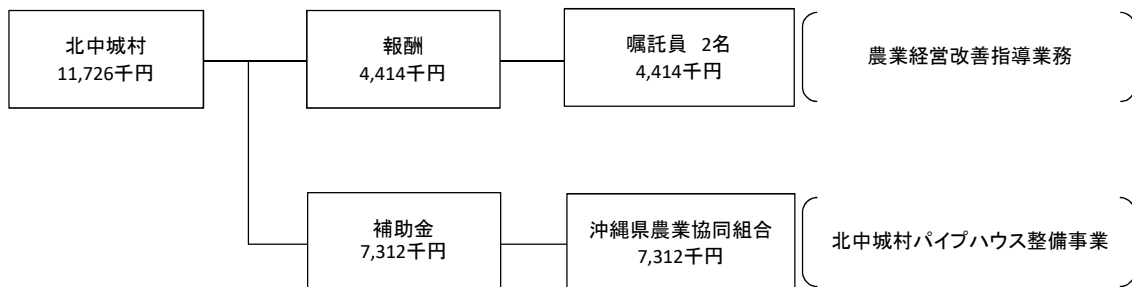 北中城村
11,726千円
報酬
4,414千円
嘱託員 2名
4,414千円
農業経営改善指導業務
補助金
7,312千円
沖縄県農業協同組合
7,312千円
北中城村パイプハウス整備事業